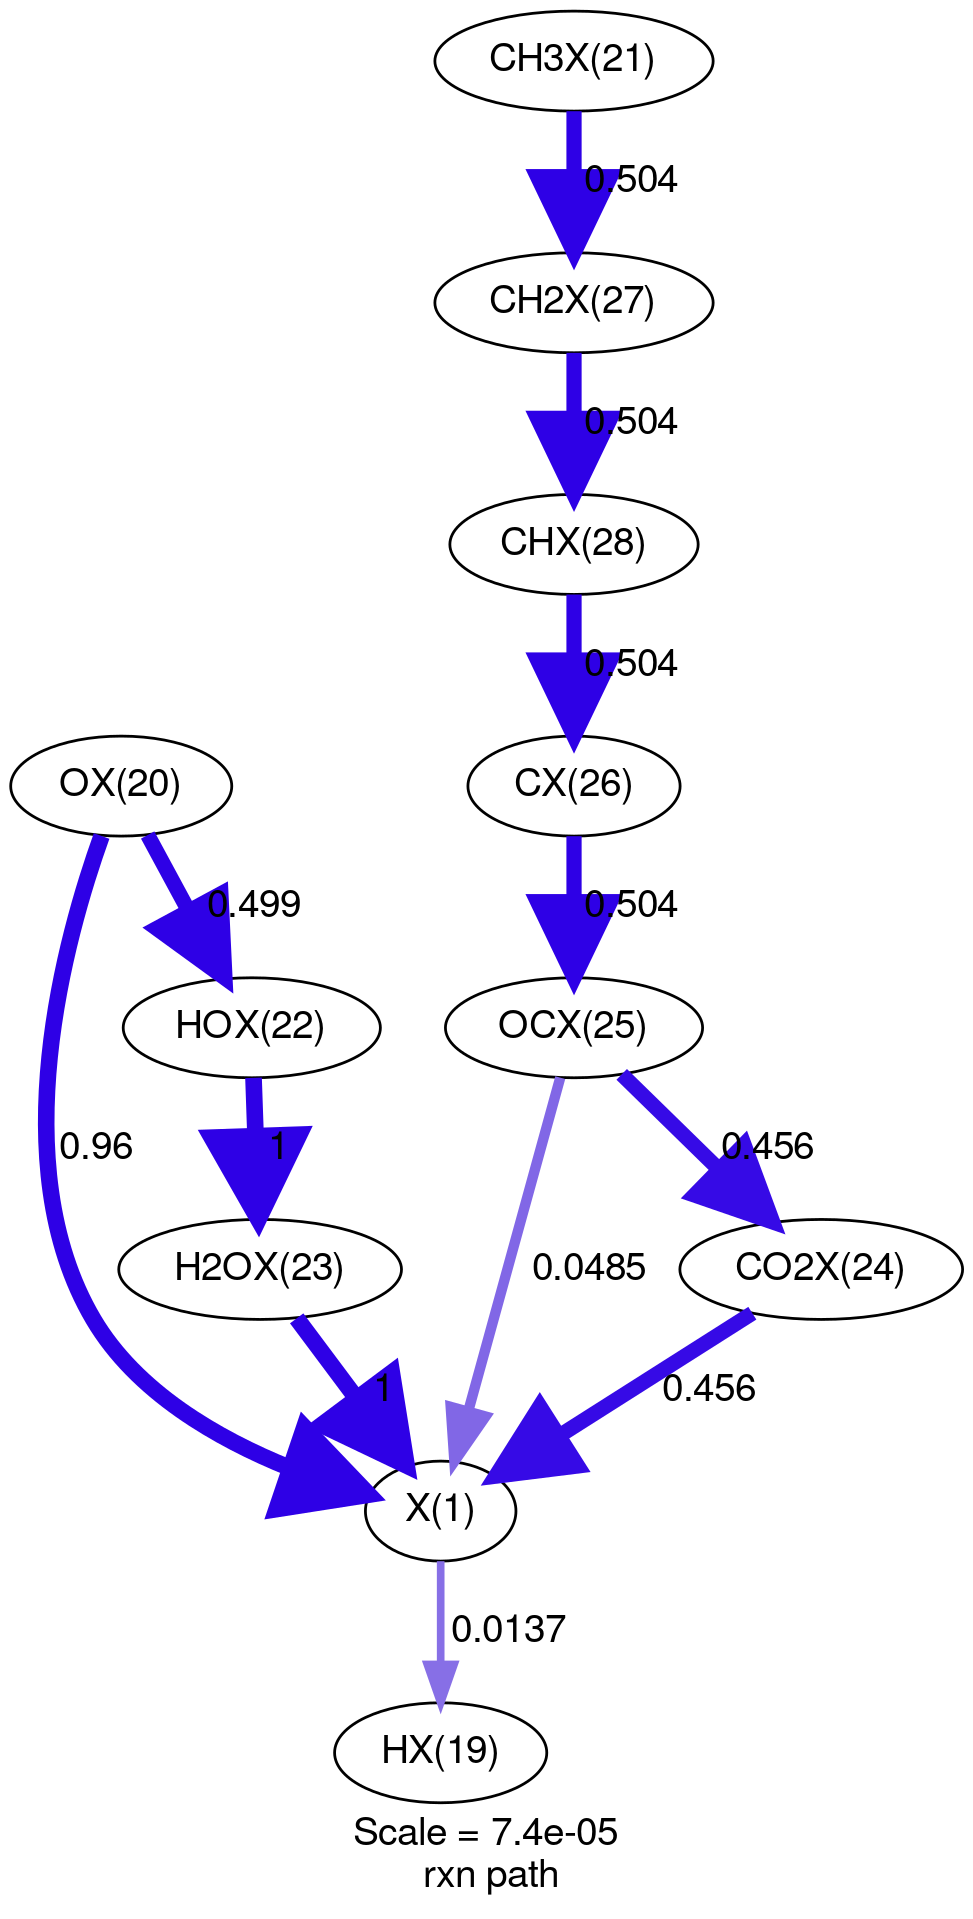 CH3X(21)
0.504
CH2X(27)
0.504
CHX(28)
0.504
OX(20)
CX(26)
0.499
0.504
HOX(22)
OCX(25)
0.96
1
0.456
H2OX(23)
0.0485
CO2X(24)
1
0.456
X(1)
0.0137
HX(19)
Scale = 7.4e-05
rxn path